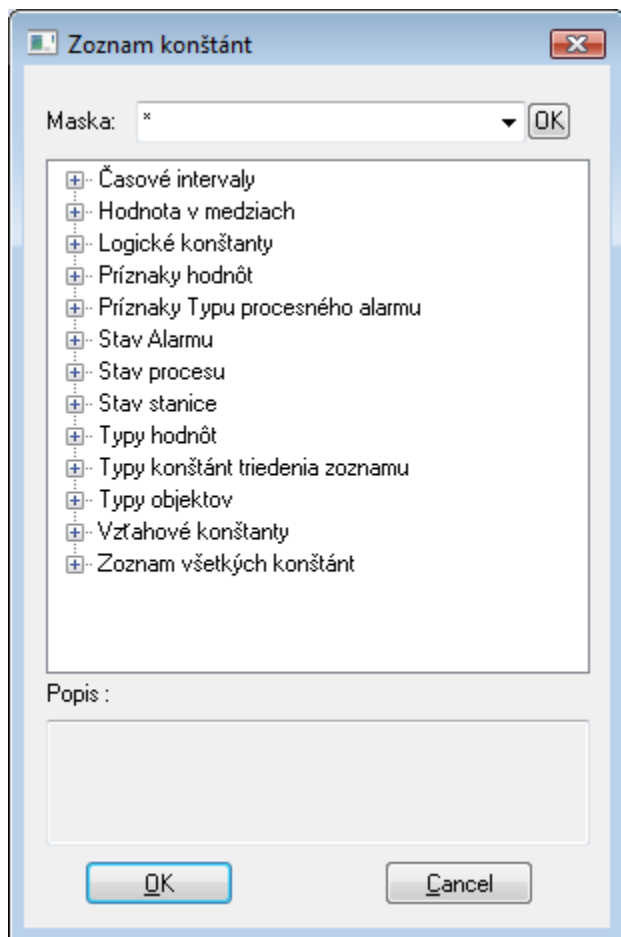 Zoznam konštánt
Maska: * OK
Časové intervaly
Hodnota v medziach
Logické konštanty
Príznaky hodnôt
Príznaky Typu procesného alarmu
Stav Alarmu
Stav procesu
Stav stanice
Typy hodnôt
Typy konštánt triedenia zoznamu
Typy objektov
Vzťahové konštanty
Zoznam všetkých konštánt
Popis :
OK Cancel